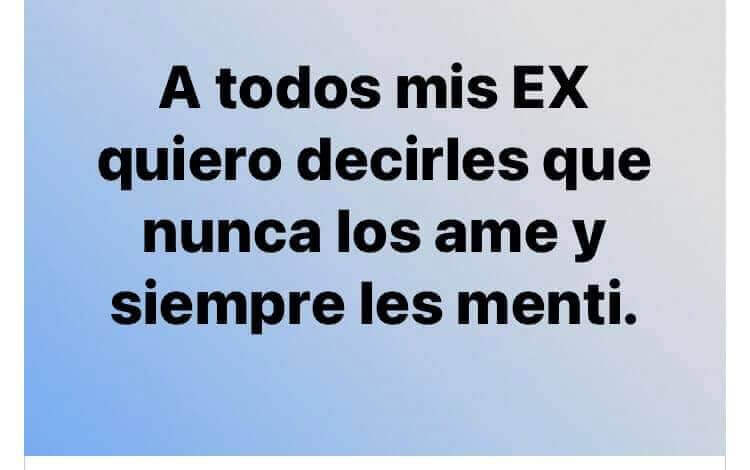 A todos mis EX
quiero decirles que
nunca los ame y
siempre les menti.